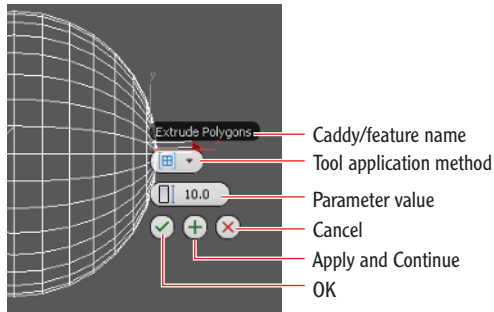 y
Extrude Polygons
x
10.0
Caddy/feature name
Tool application method
Parameter value
Cancel
Apply and Continue
OK